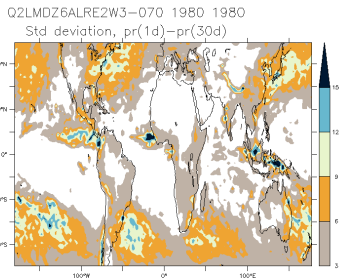 Q2LMDZ6ALRE2W3-070 1980 1980
Std deviation, pr(1d)-pr(30d)
°N
°N
0°
°S
°S
100°W
0°
100°E
15
12
9
6
3